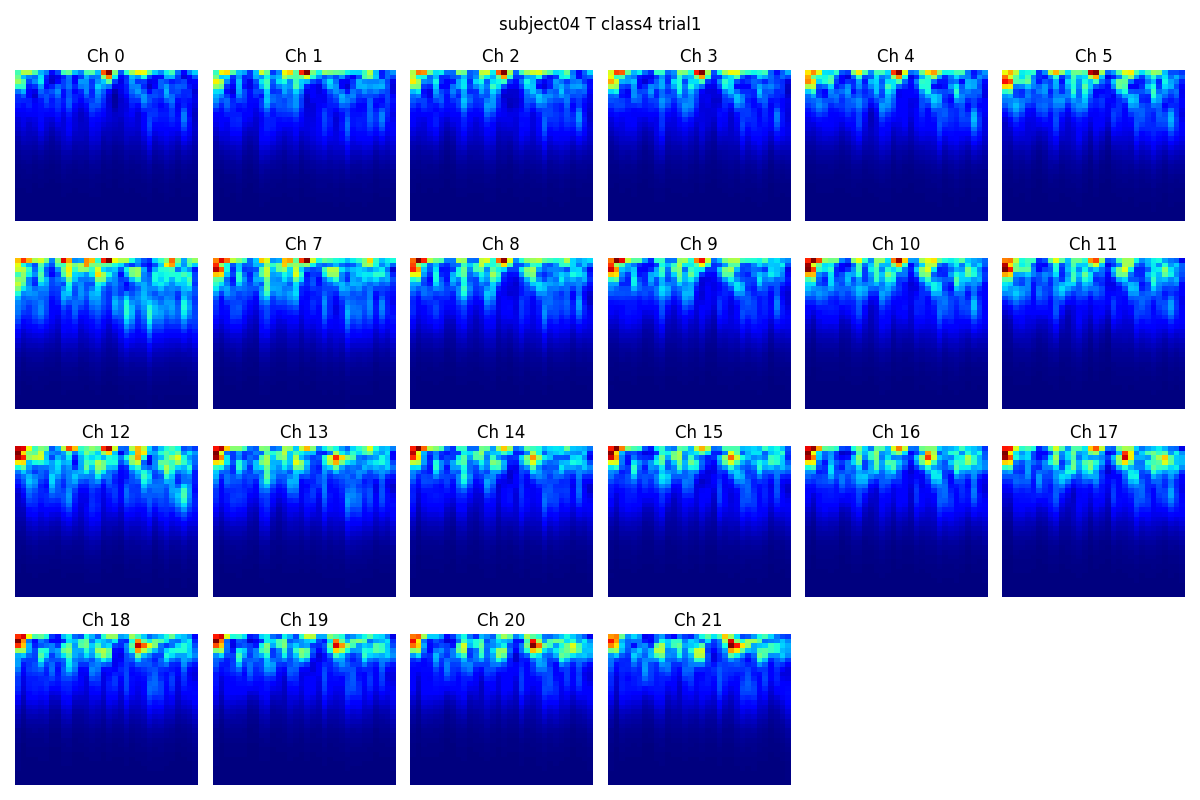 subject04 T class4 trial1
Ch 0 Ch 1 Ch 2 Ch 3 Ch 4 Ch 5
Ch 6 Ch 7 Ch 8 Ch 9 Ch 10 Ch 11
Ch 12 Ch 13 Ch 14 Ch 15 Ch 16 Ch 17
Ch 18 Ch 19 Ch 20 Ch 21